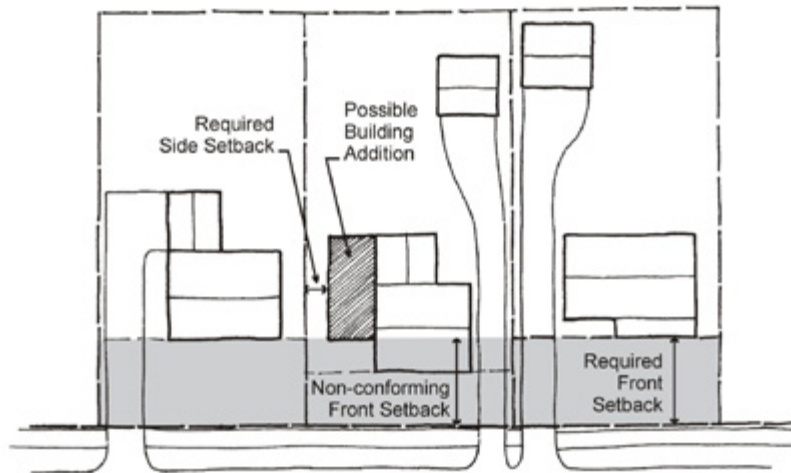 Required
Side Setback
Possible
Building
Addition
Non-conforming
Front Setback
Required
Front
Setback